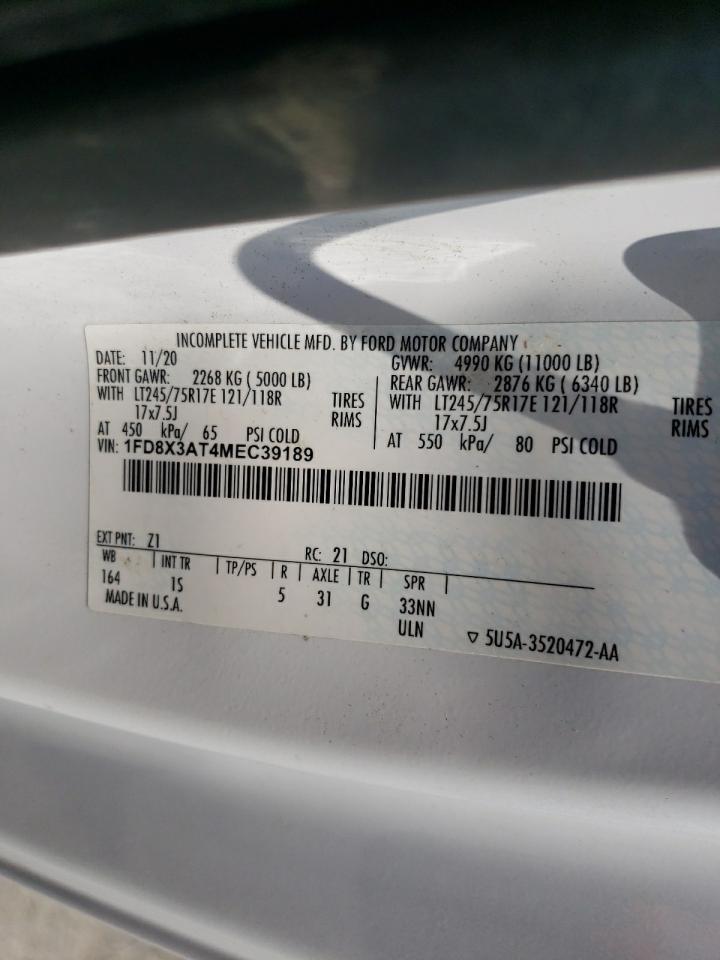 INCOMPLETE VEHICLE MFD. BY FORD MOTOR COMPANY
DATE: 11/20 GVWR: 4990 KG (11000 LB)
FRONT GAWR: 2268 KG ( 5000 LB) REAR GAWR: 2876 KG ( 6340 LB)
WITH LT245/75R17E 121/118R TIRES WITH LT245/75R17E 121/118R TIRES
17x7.5J RIMS 17x7.5J RIMS
AT 450 kPa/ 65 PSI COLD AT 550 kPa/ 80 PSI COLD
VIN: 1FD8X3AT4MEC39189
EXT PNT: Z1 RC: 21 DSO:
WB INT TR TP/PS R AXLE TR SPR
164 1S 5 31 G 33NN
MADE IN U.S.A. ULN
5U5A-3520472-AA